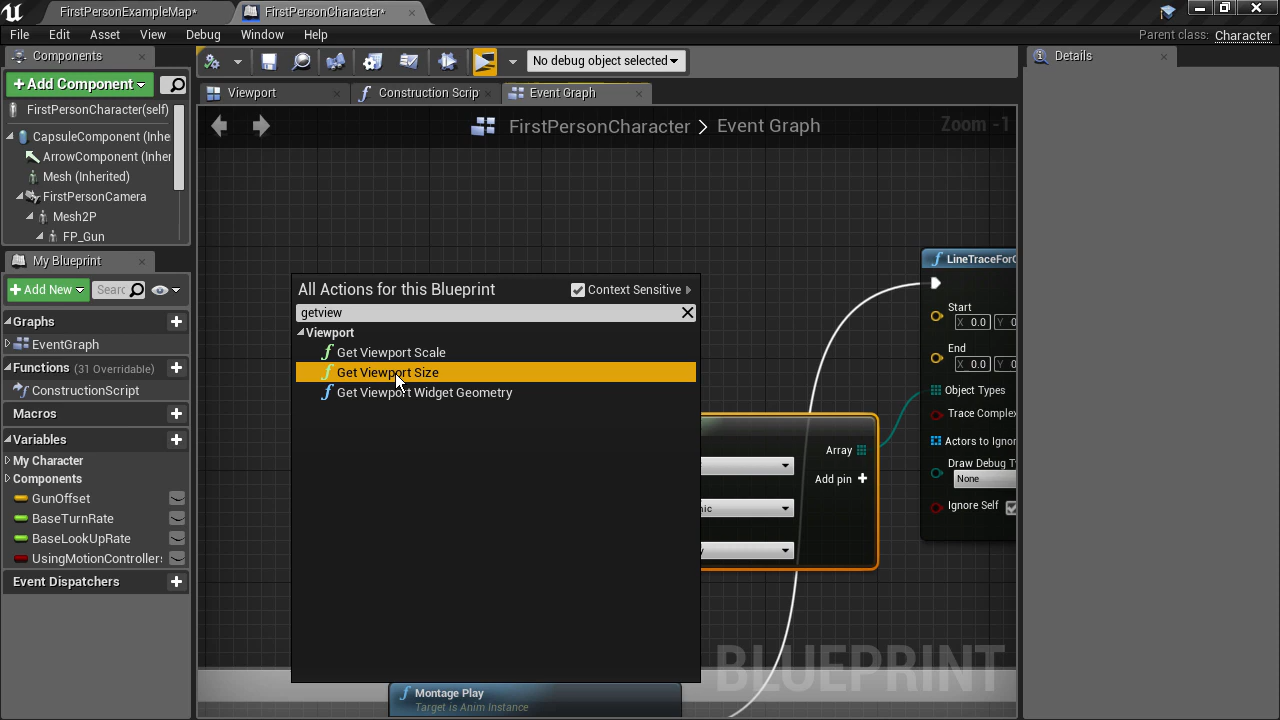 FirstPersonExampleMap*
FirstPersonCharacter*
File Edit Asset View Debug Window Help
Parent class: Character
Components
+ Add Component
FirstPersonCharacter(self)
CapsuleComponent (Inhe
ArrowComponent (Inher
Mesh (Inherited)
FirstPersonCamera
Mesh2P
FP_Gun
My Blueprint
+ Add New
Searc
Graphs
EventGraph
Functions (31 Overridable)
ConstructionScript
Macros
Variables
My Character
Components
GunOffset
BaseTurnRate
BaseLookUpRate
UsingMotionControllers
Event Dispatchers
No debug object selected
Viewport
Construction Scrip
Event Graph
FirstPersonCharacter > Event Graph
Zoom -1
All Actions for this Blueprint
Context Sensitive
getview
Viewport
Get Viewport Scale
Get Viewport Size
Get Viewport Widget Geometry
Array
Add pin +
LineTraceForO
Start
X 0.0 Y 0
End
X 0.0 Y 0
Object Types
Trace Complex
Actors to Ignor
Draw Debug Ty
None
Ignore Self
Montage Play
Target is Anim Instance
BLUEPRINT
Details